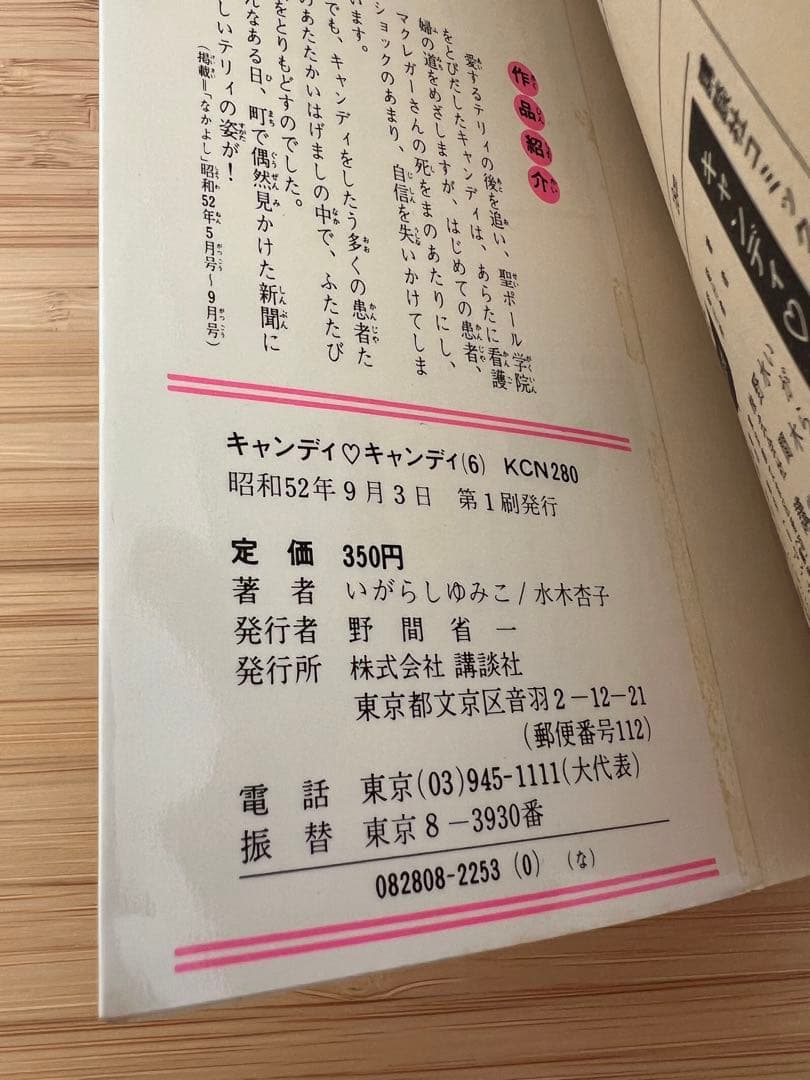 作品紹介
愛するテリィの後を追い、聖ポール学院
をとびだしたキャンディは、あらたに看護
婦の道をめざしますが、はじめての患者、
マクレガーさんの死をまのあたりにし、
ショックのあまり、自信を失いかけてしま
います。
でも、キャンディをしたう多くの患者た
のあたたかいはげましの中で、ふたたび
をとりもどすのでした。
んなある日、町で偶然見かけた新聞に
しいテリィの姿が!
(掲載=「なかよし」昭和52年5月号〜9月号)
キャンディ♡キャンディ(6) KCN280
昭和52年9月3日 第1刷発行
定価 350円
著者 いがらしゆみこ/水木杏子
発行者 野間省一
発行所 株式会社 講談社
東京都文京区音羽2-12-21
(郵便番号112)
電話 東京(03)945-1111(大代表)
振替 東京8-3930番
082808-2253(0) (な)
講談社コミック
キャンディ♡